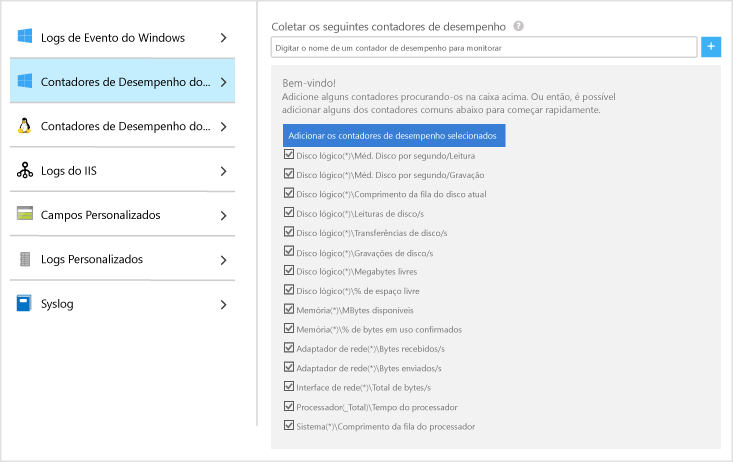 Logs de Evento do Windows
Contadores de Desempenho do...
Contadores de Desempenho do...
Logs do IIS
Campos Personalizados
Logs Personalizados
Syslog
Coletar os seguintes contadores de desempenho ?
Digitar o nome de um contador de desempenho para monitorar
+
Bem-vindo!
Adicione alguns contadores procurando-os na caixa acima. Ou então, é possível
adicionar alguns dos contadores comuns abaixo para começar rapidamente.
Adicionar os contadores de desempenho selecionados
Disco lógico(*)\Méd. Disco por segundo/Leitura
Disco lógico(*)\Méd. Disco por segundo/Gravação
Disco lógico(*)\Comprimento da fila do disco atual
Disco lógico(*)\Leituras de disco/s
Disco lógico(*)\Transferências de disco/s
Disco lógico(*)\Gravações de disco/s
Disco lógico(*)\Megabytes livres
Disco lógico(*)\% de espaço livre
Memória(*)\MBytes disponíveis
Memória(*)\% de bytes em uso confirmados
Adaptador de rede(*)\Bytes recebidos/s
Adaptador de rede(*)\Bytes enviados/s
Interface de rede(*)\Total de bytes/s
Processador(_Total)\Tempo do processador
Sistema(*)\Comprimento da fila do processador